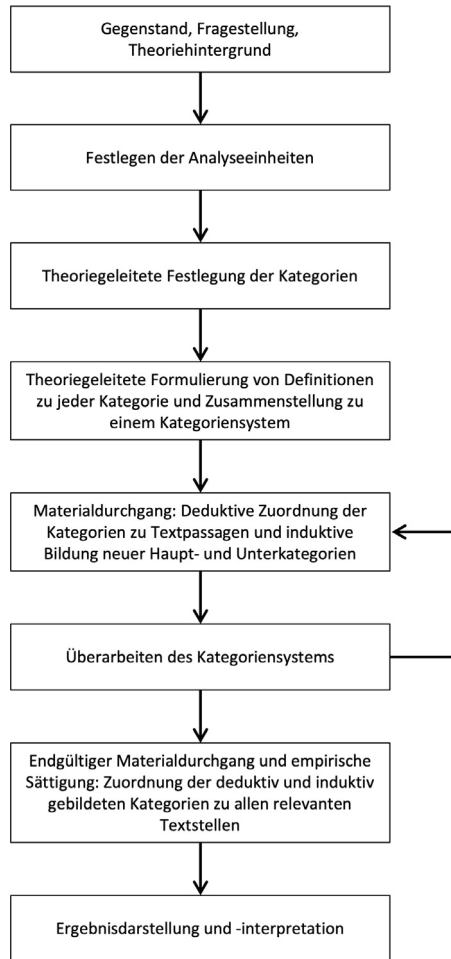 Gegenstand, Fragestellung,
Theoriehintergrund
Festlegen der Analyseeinheiten
Theoriegeleitete Festlegung der Kategorien
Theoriegeleitete Formulierung von Definitionen
zu jeder Kategorie und Zusammenstellung zu
einem Kategoriensystem
Materialdurchgang: Deduktive Zuordnung der
Kategorien zu Textpassagen und induktive
Bildung neuer Haupt- und Unterkategorien
Überarbeiten des Kategoriensystems
Endgültiger Materialdurchgang und empirische
Sättigung: Zuordnung der deduktiv und induktiv
gebildeten Kategorien zu allen relevanten
Textstellen
Ergebnisdarstellung und -interpretation